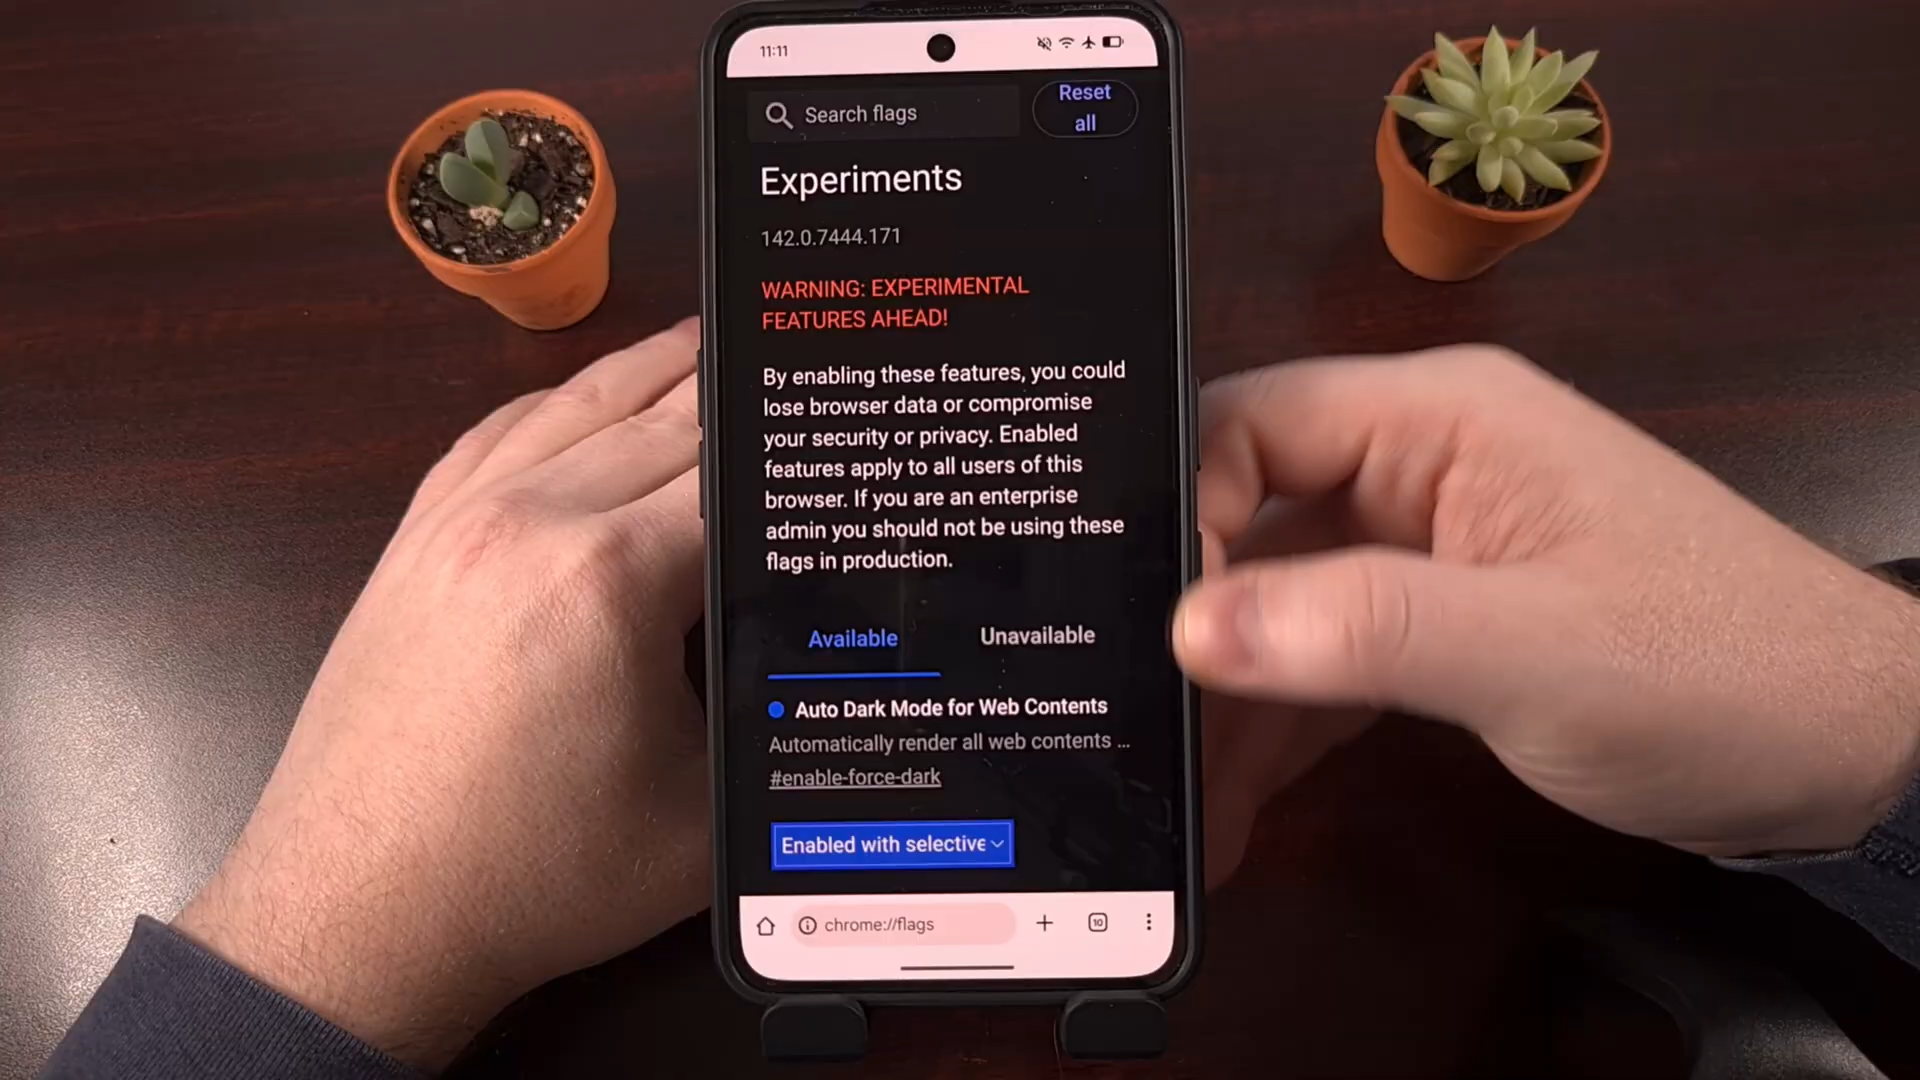 11:11
Search flags
Reset
all
Experiments
142.0.7444.171
WARNING: EXPERIMENTAL
FEATURES AHEAD!
By enabling these features, you could
lose browser data or compromise
your security or privacy. Enabled
features apply to all users of this
browser. If you are an enterprise
admin you should not be using these
flags in production.
Available
Unavailable
Auto Dark Mode for Web Contents
Automatically render all web contents ...
#enable-force-dark
Enabled with selective
chrome://flags
10